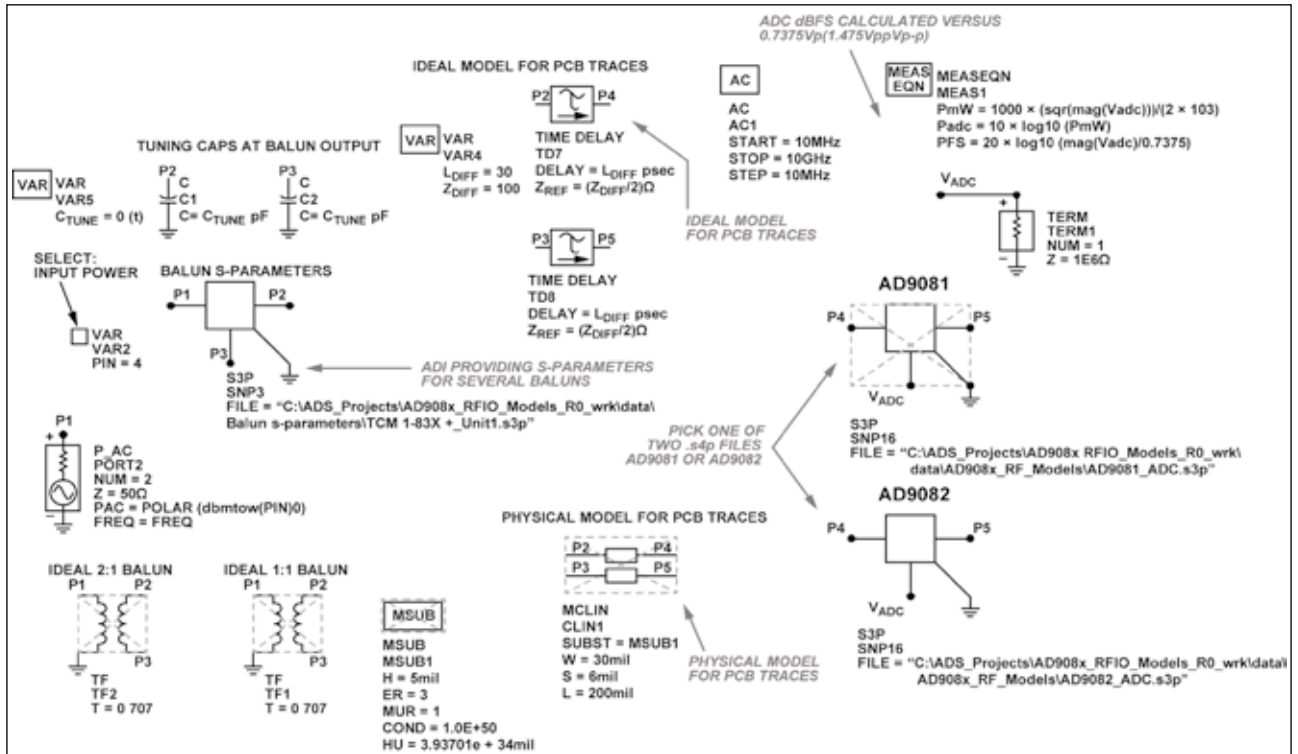 ADC dBFS CALCULATED VERSUS
0.7375Vp(1.475VppVp-p)
IDEAL MODEL FOR PCB TRACES
P2
P4
TIME DELAY
TD7
DELAY = LDIFF psec
ZREF = (ZDIFF/2)Ω
VAR
VAR
VAR4
LDIFF = 30
ZDIFF = 100
AC
AC
AC1
START = 10MHz
STOP = 10GHz
STEP = 10MHz
MEAS
EQN
MEASEQN
MEAS1
PmW = 1000 × (sqr(mag(Vadc)))/(2 × 103)
Padc = 10 × log10 (PmW)
PFS = 20 × log10 (mag(Vadc)/0.7375)
TUNING CAPS AT BALUN OUTPUT
VAR
VAR
VAR5
CTUNE = 0 (t)
P2
C
C1
C= CTUNE pF
P3
C
C2
C= CTUNE pF
IDEAL MODEL
FOR PCB TRACES
VADC
+
–
TERM
TERM1
NUM = 1
Z = 1E6Ω
P3
P5
TIME DELAY
TD8
DELAY = LDIFF psec
ZREF = (ZDIFF/2)Ω
SELECT:
INPUT POWER
VAR
VAR2
PIN = 4
BALUN S-PARAMETERS
P1
P2
P3
S3P
SNP3
FILE = “C:\ADS_Projects\AD908x_RFIO_Models_R0_wrk\data\
Balun s-parameters\TCM 1-83X +_Unit1.s3p”
ADI PROVIDING S-PARAMETERS
FOR SEVERAL BALUNS
AD9081
P4
P5
VADC
S3P
SNP16
FILE = “C:\ADS_Projects\AD908x RFIO_Models_R0_wrk\
data\AD908x_RF_Models\AD9081_ADC.s3p”
PICK ONE OF
TWO .s4p FILES
AD9081 OR AD9082
P1
+
–
P_AC
PORT2
NUM = 2
Z = 50Ω
PAC = POLAR (dbmtow(PIN)0)
FREQ = FREQ
AD9082
P4
P5
VADC
S3P
SNP16
FILE = “C:\ADS_Projects\AD908x_RFIO_Models_R0_wrk\data\
AD908x_RF_Models\AD9082_ADC.s3p”
PHYSICAL MODEL FOR PCB TRACES
P2
P4
P3
P5
MCLIN
CLIN1
SUBST = MSUB1
W = 30mil
S = 6mil
L = 200mil
PHYSICAL MODEL
FOR PCB TRACES
IDEAL 2:1 BALUN
P1
P2
P3
TF
TF2
T = 0 707
IDEAL 1:1 BALUN
P1
P2
P3
TF
TF1
T = 0 707
MSUB
MSUB
MSUB1
H = 5mil
ER = 3
MUR = 1
COND = 1.0E+50
HU = 3.93701e + 34mil